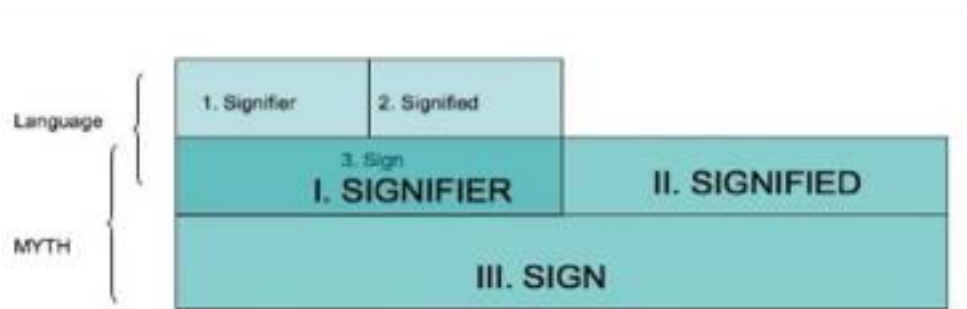 Language
1. Signifier
2. Signified
3. Sign
I. SIGNIFIER
II. SIGNIFIED
MYTH
III. SIGN